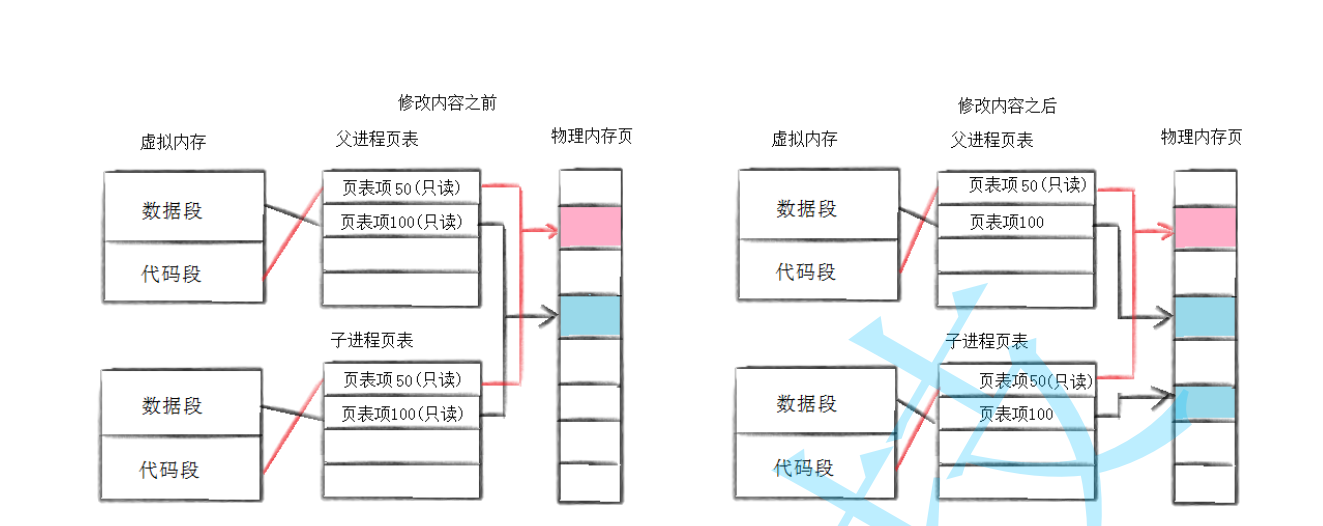 修改内容之前
虚拟内存
父进程页表
物理内存页
数据段
代码段
页表项50(只读)
页表项100(只读)
子进程页表
数据段
代码段
页表项50(只读)
页表项100(只读)
修改内容之后
虚拟内存
父进程页表
物理内存页
数据段
代码段
页表项50(只读)
页表项100
子进程页表
数据段
代码段
页表项50(只读)
页表项100